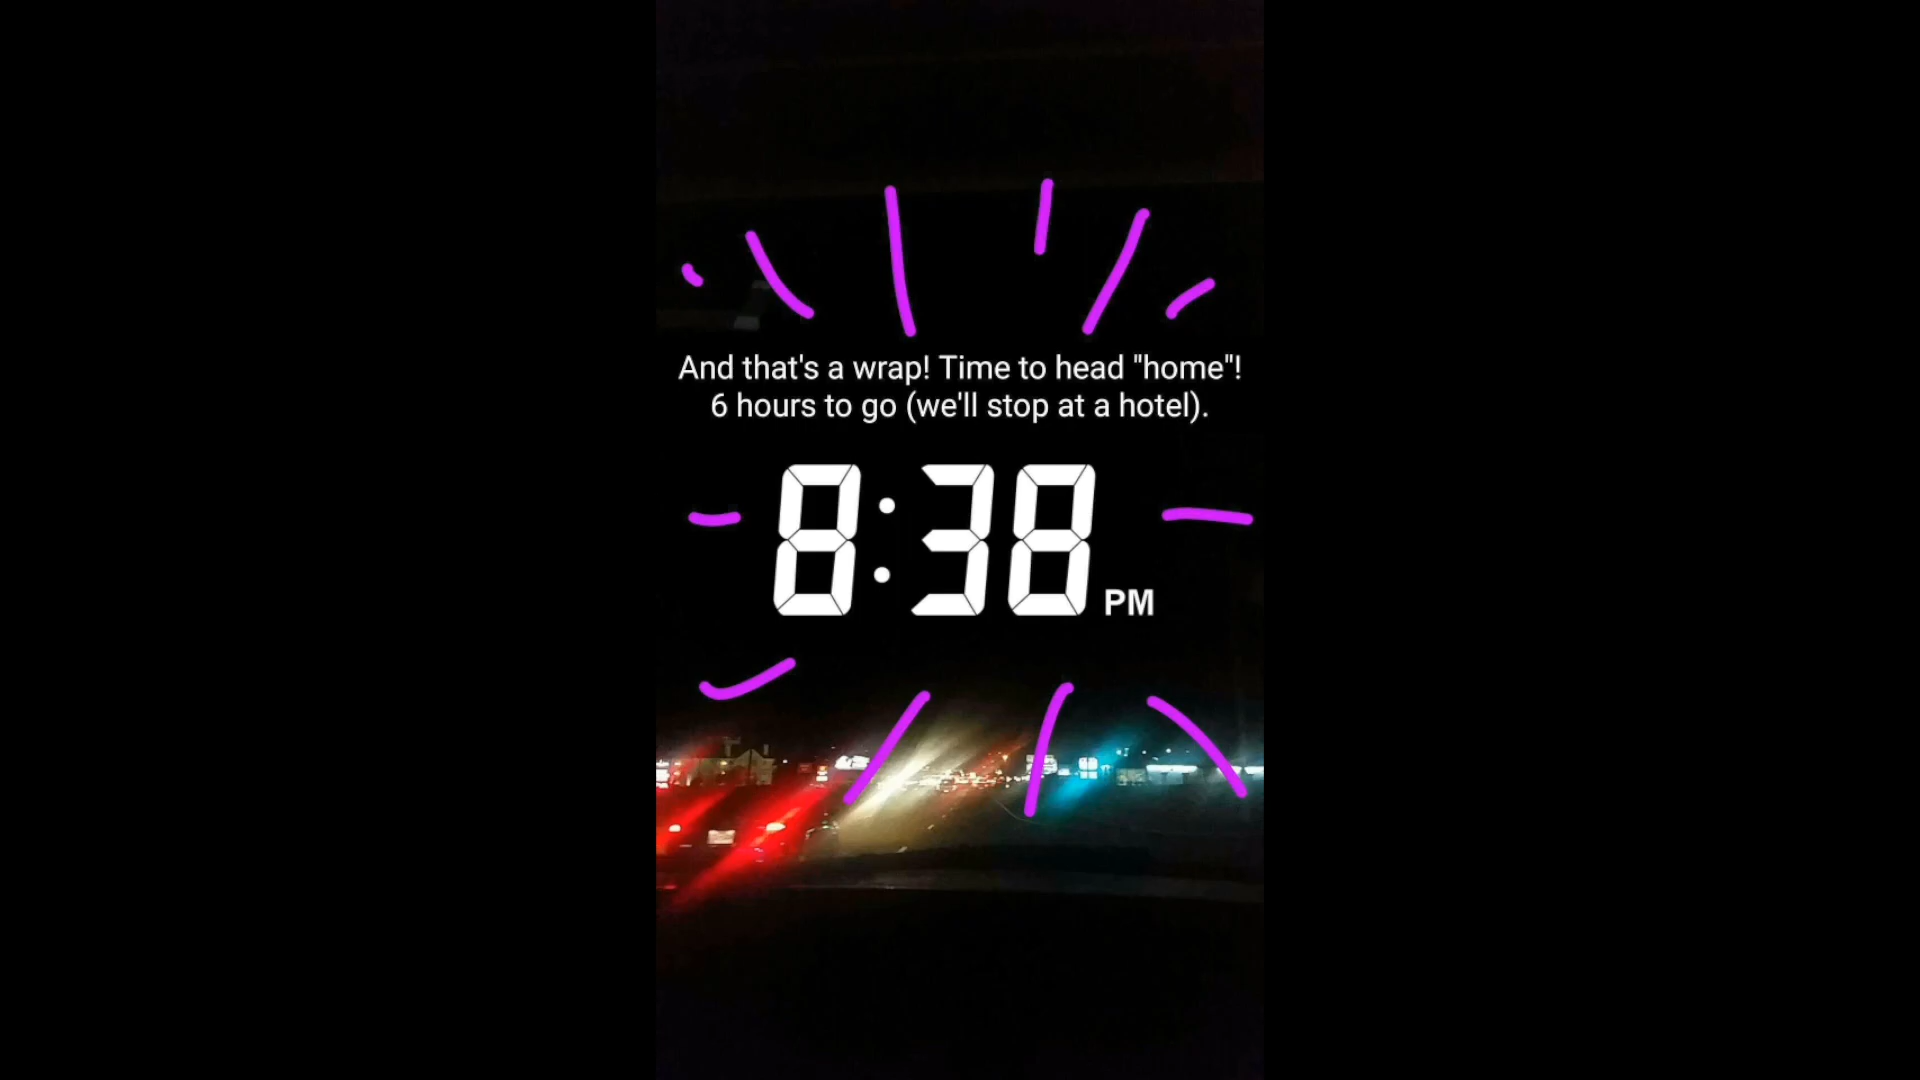 And that's a wrap! Time to head "home"!
6 hours to go (we'll stop at a hotel).
8:38 PM